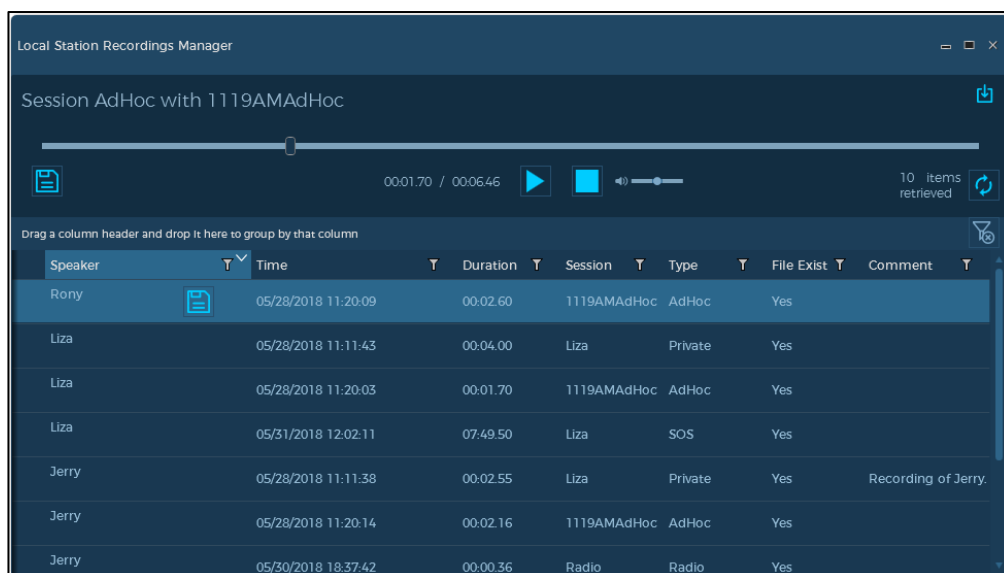 Local Station Recordings Manager
Session AdHoc with 1119AMAdHoc
00:01.70 / 00:06.46
10 items
retrieved
Drag a column header and drop it here to group by that column
Speaker Time Duration Session Type File Exist Comment
Rony 05/28/2018 11:20:09 00:02.60 1119AMAdHoc AdHoc Yes
Liza 05/28/2018 11:11:43 00:04.00 Liza Private Yes
Liza 05/28/2018 11:20:03 00:01.70 1119AMAdHoc AdHoc Yes
Liza 05/31/2018 12:02:11 07:49.50 Liza SOS Yes
Jerry 05/28/2018 11:11:38 00:02.55 Liza Private Yes Recording of Jerry.
Jerry 05/28/2018 11:20:14 00:02.16 1119AMAdHoc AdHoc Yes
Jerry 05/30/2018 18:37:42 00:00.36 Radio Radio Yes